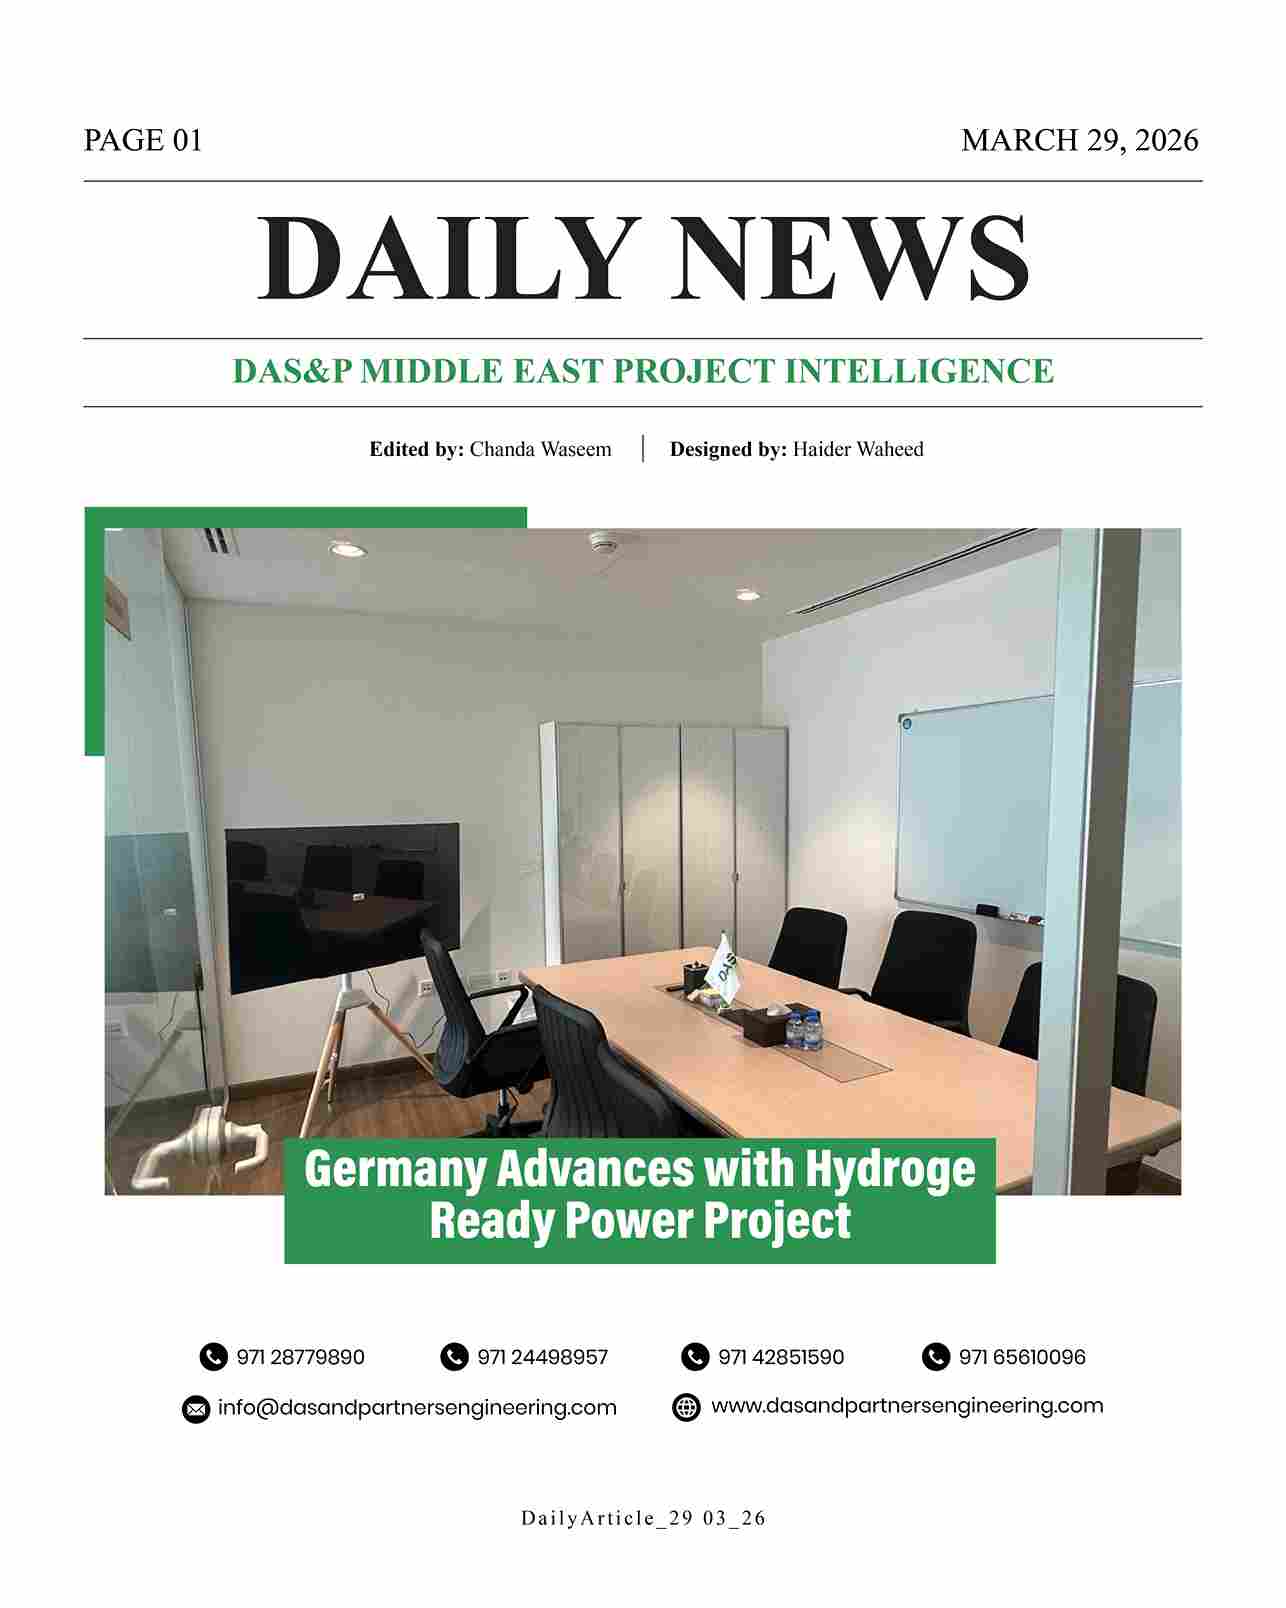 PAGE 01
MARCH 29, 2026
DAILY NEWS
DAS&P MIDDLE EAST PROJECT INTELLIGENCE
Edited by: Chanda Waseem
Designed by: Haider Waheed
DAS
Germany Advances with Hydroge
Ready Power Project
971 28779890
971 24498957
971 42851590
971 65610096
info@dasandpartnersengineering.com
www.dasandpartnersengineering.com
DailyArticle_29 03_26